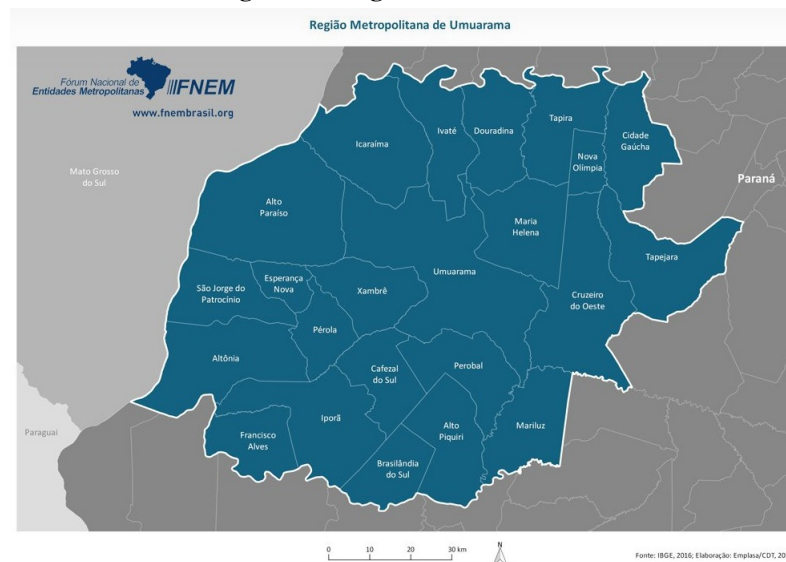 Região Metropolitana de Umuarama
Fórum Nacional de
Entidades Metropolitanas
FNEM
www.fnembrasil.org
Mato Grosso
do Sul
Paraná
Paraguai
Icaraíma
Ivaté
Douradina
Tapira
Cidade
Gaúcha
Nova
Olímpia
Alto
Paraíso
Maria
Helena
Tapejara
Umuarama
São Jorge do
Patrocínio
Esperança
Nova
Xambrê
Cruzeiro
do Oeste
Pérola
Altônia
Cafezal
do Sul
Perobal
Iporã
Alto
Piquiri
Mariluz
Francisco
Alves
Brasilândia
do Sul
0 10 20 30 km
N
Fonte: IBGE, 2016; Elaboração: Emplasa/CDT,